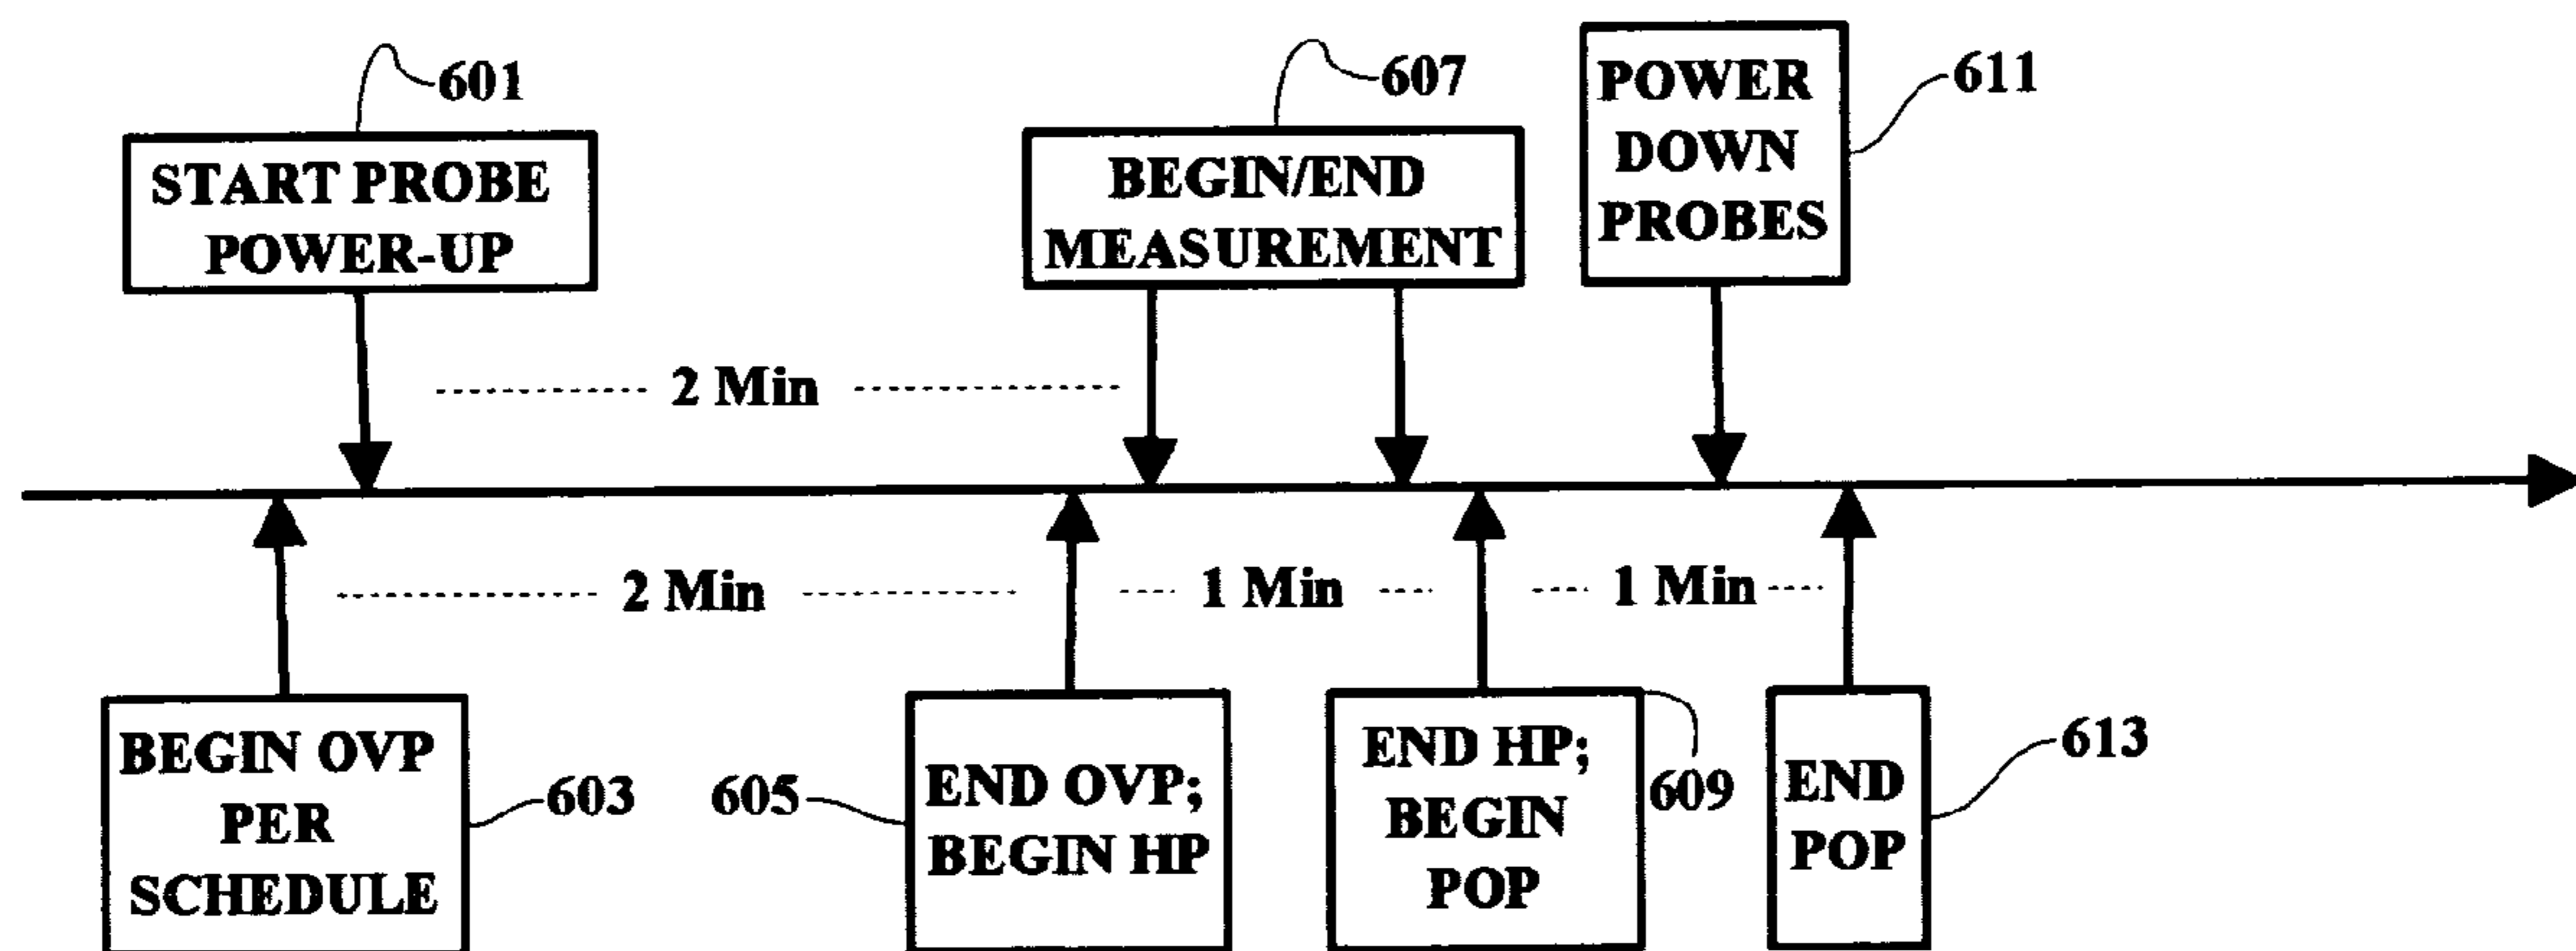 601
START PROBE
POWER-UP
607
BEGIN/END
MEASUREMENT
POWER
DOWN
PROBES
611
2 Min
2 Min
1 Min
1 Min
BEGIN OVP
PER
SCHEDULE
603
605
END OVP;
BEGIN HP
END HP;
BEGIN
POP
609
END
POP
613